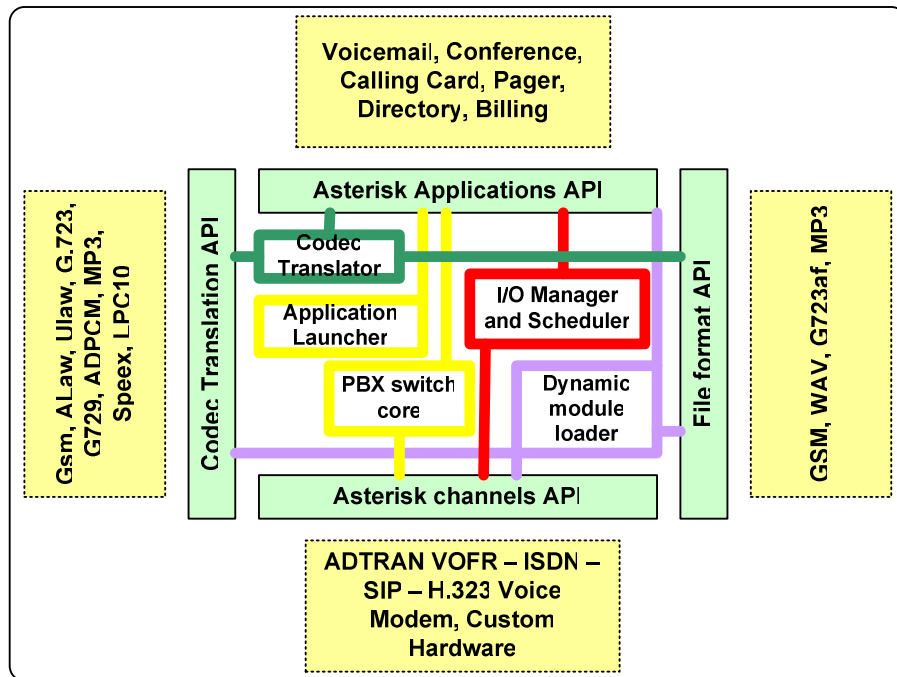 Voicemail, Conference,
Calling Card, Pager,
Directory, Billing
Asterisk Applications API
Gsm, ALaw, Ulaw, G.723,
G729, ADPCM, MP3,
Speex, LPC10
Codec Translation API
Codec
Translator
Application
Launcher
I/O Manager
and Scheduler
PBX switch
core
Dynamic
module
loader
File format API
GSM, WAV, G723af, MP3
Asterisk channels API
ADTRAN VOFR – ISDN –
SIP – H.323 Voice
Modem, Custom
Hardware